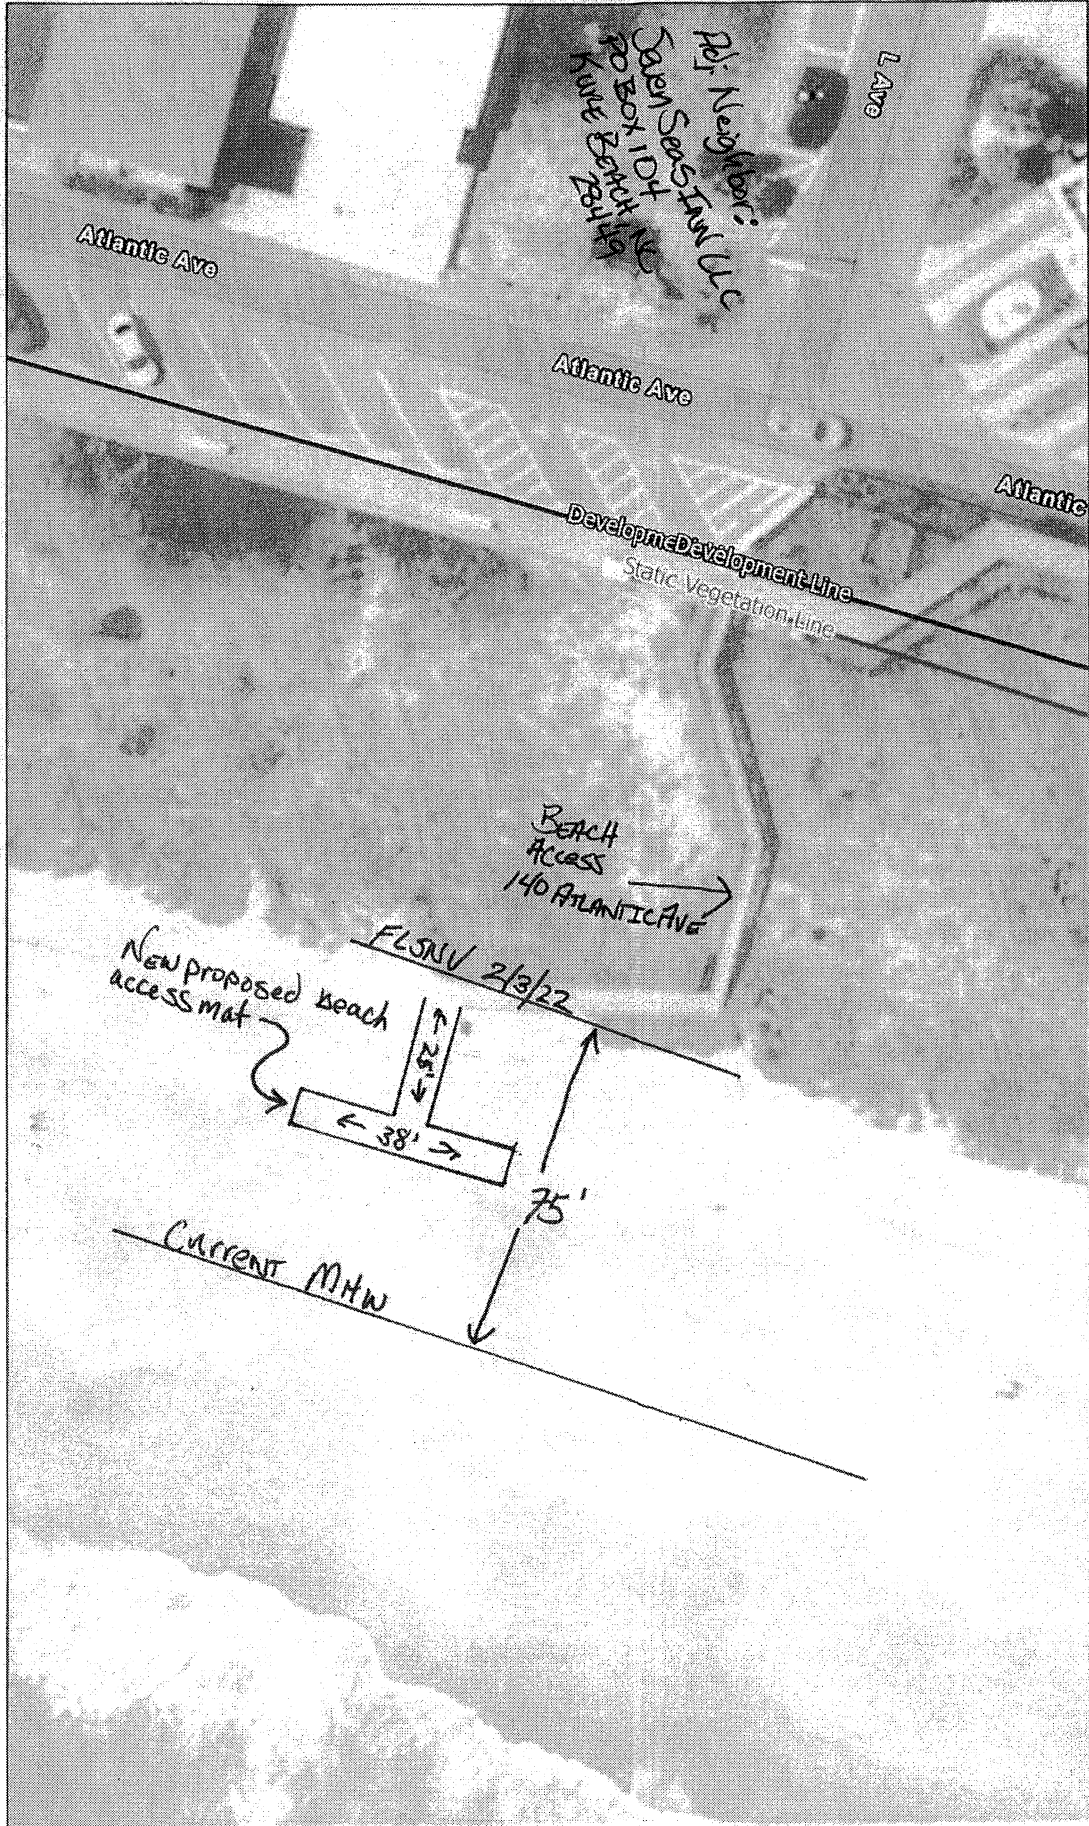 Adj Neighbor:
Seven Seas INN LLC
PO BOX 104
KURE BEACH, NC
28449
L Ave
Atlantic Ave
Atlantic Ave
Atlantic
Development Line
Static Vegetation Line
BEACH
ACCESS
140 ATLANTIC AVE
FLSNV 2/3/22
NEW proposed beach
access mat
← 25' →
← 38' →
75'
Current MHW